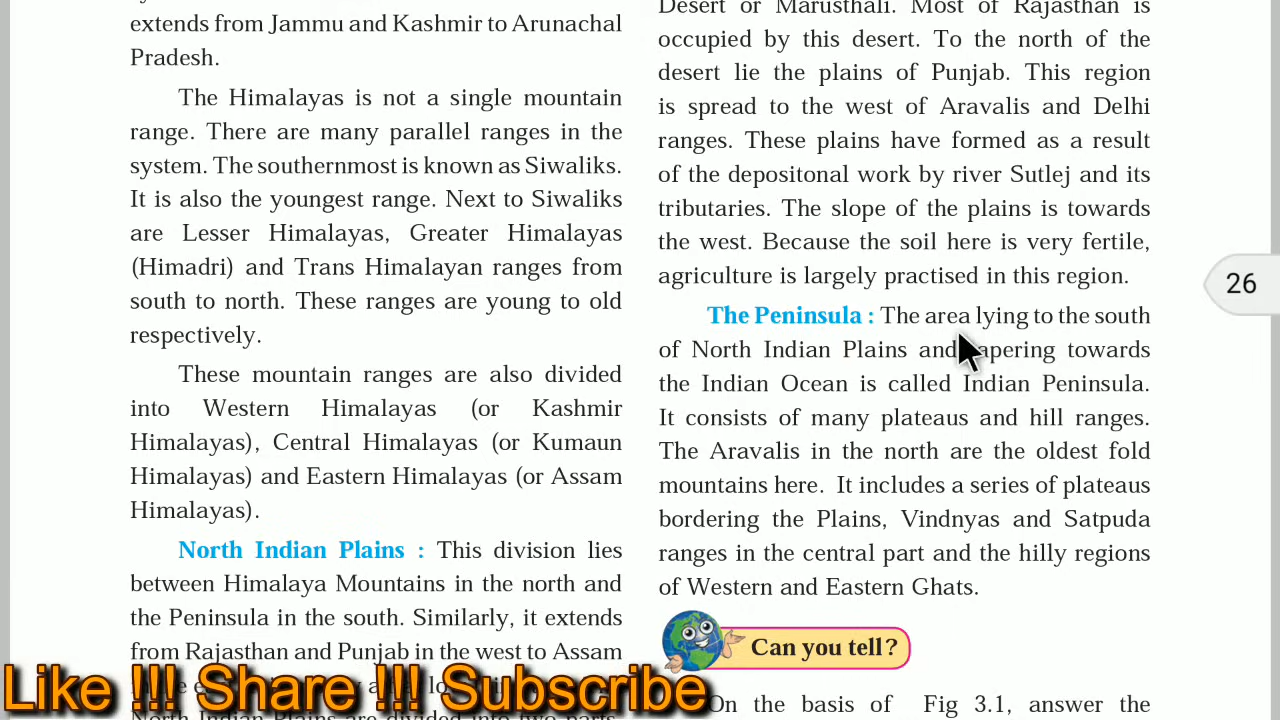 extends from Jammu and Kashmir to Arunachal
Pradesh.
The Himalayas is not a single mountain
range. There are many parallel ranges in the
system. The southernmost is known as Siwaliks.
It is also the youngest range. Next to Siwaliks
are Lesser Himalayas, Greater Himalayas
(Himadri) and Trans Himalayan ranges from
south to north. These ranges are young to old
respectively.
These mountain ranges are also divided
into Western Himalayas (or Kashmir
Himalayas), Central Himalayas (or Kumaun
Himalayas) and Eastern Himalayas (or Assam
Himalayas).
North Indian Plains : This division lies
between Himalaya Mountains in the north and
the Peninsula in the south. Similarly, it extends
from Rajasthan and Punjab in the west to Assam
North Indian Plains are divided into two parts.
Desert or Marusthali. Most of Rajasthan is
occupied by this desert. To the north of the
desert lie the plains of Punjab. This region
is spread to the west of Aravalis and Delhi
ranges. These plains have formed as a result
of the depositonal work by river Sutlej and its
tributaries. The slope of the plains is towards
the west. Because the soil here is very fertile,
agriculture is largely practised in this region.
The Peninsula : The area lying to the south
of North Indian Plains and apering towards
the Indian Ocean is called Indian Peninsula.
It consists of many plateaus and hill ranges.
The Aravalis in the north are the oldest fold
mountains here. It includes a series of plateaus
bordering the Plains, Vindnyas and Satpuda
ranges in the central part and the hilly regions
of Western and Eastern Ghats.
Can you tell?
On the basis of Fig 3.1, answer the
26
Like !!! Share !!! Subscribe